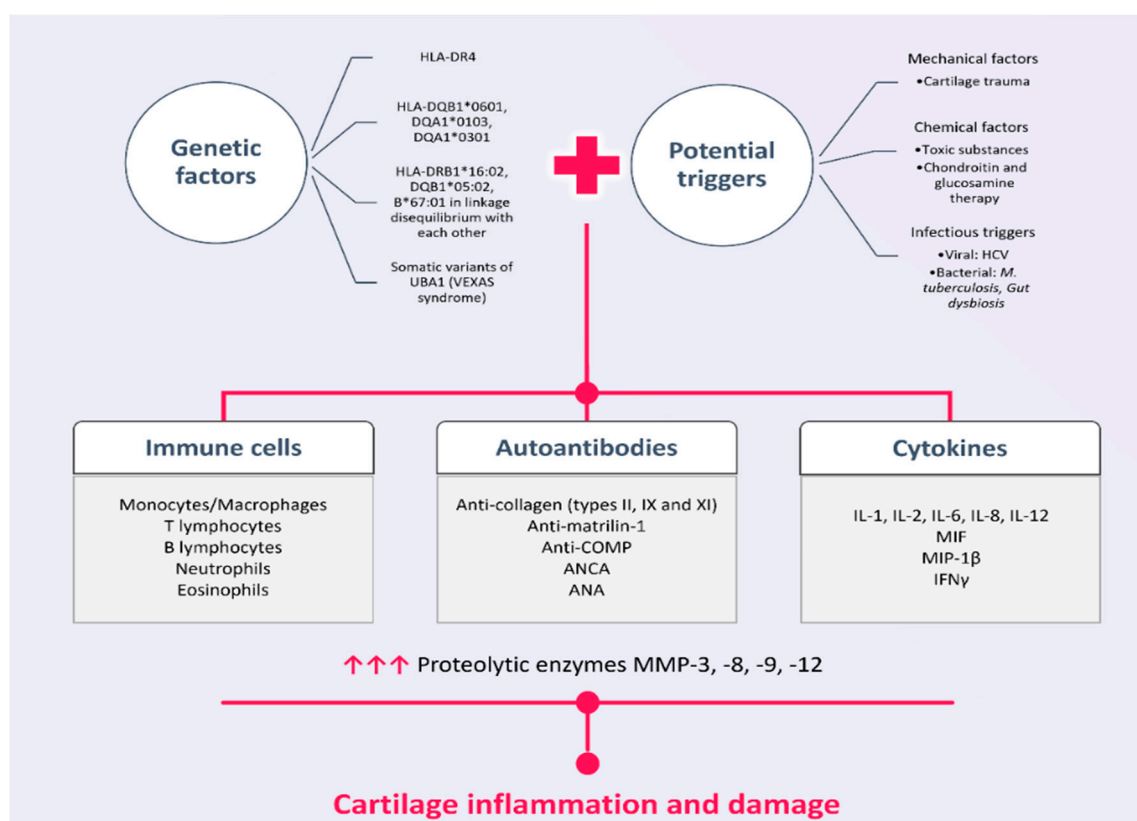 Genetic
factors
HLA-DR4
HLA-DQB1*0601,
DQA1*0103,
DQA1*0301
HLA-DRB1*16:02,
DQB1*05:02,
B*67:01 in linkage
disequilibrium with
each other
Somatic variants of
UBA1 (VEXAS
syndrome)
Potential
triggers
Mechanical factors
•Cartilage trauma
Chemical factors
•Toxic substances
•Chondroitin and
glucosamine
therapy
Infectious triggers
•Viral: HCV
•Bacterial: M.
tuberculosis, Gut
dysbiosis
Immune cells
Monocytes/Macrophages
T lymphocytes
B lymphocytes
Neutrophils
Eosinophils
Autoantibodies
Anti-collagen (types II, IX and XI)
Anti-matrilin-1
Anti-COMP
ANCA
ANA
Cytokines
IL-1, IL-2, IL-6, IL-8, IL-12
MIF
MIP-1β
IFNγ
↑↑↑ Proteolytic enzymes MMP-3, -8, -9, -12
Cartilage inflammation and damage